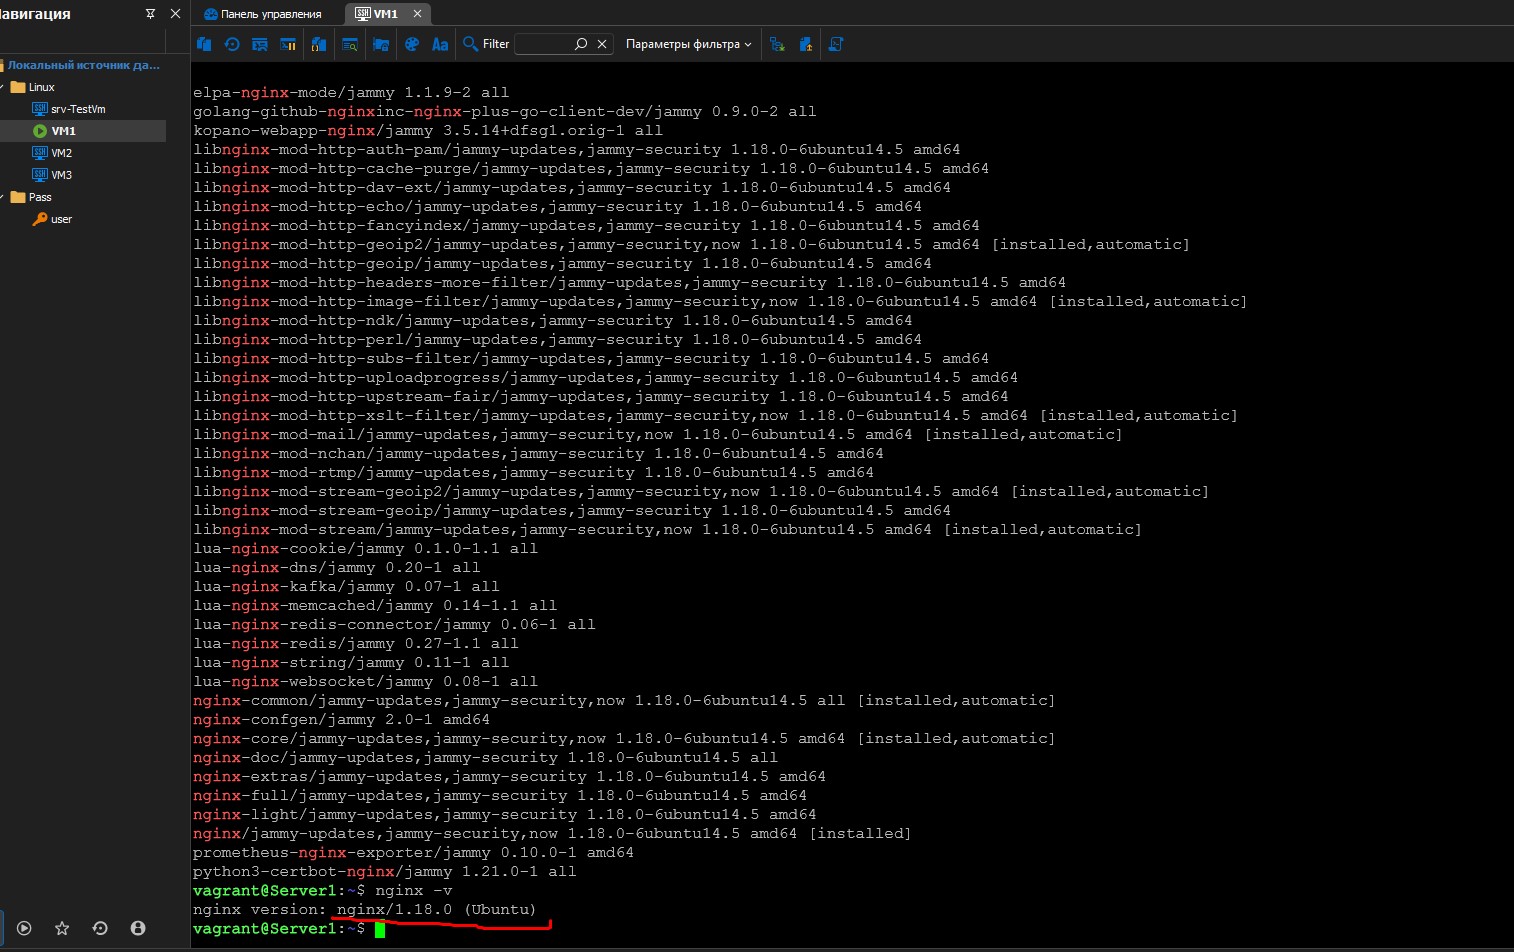 Навигация
Панель управления
VM1
Filter
Параметры фильтра
Локальный источник да...
Linux
srv-TestVm
VM1
VM2
VM3
Pass
user
elpa-nginx-mode/jammy 1.1.9-2 all
golang-github-nginxinc-nginx-plus-go-client-dev/jammy 0.9.0-2 all
kopano-webapp-nginx/jammy 3.5.14+dfsg1.orig-1 all
libnginx-mod-http-auth-pam/jammy-updates,jammy-security 1.18.0-6ubuntu14.5 amd64
libnginx-mod-http-cache-purge/jammy-updates,jammy-security 1.18.0-6ubuntu14.5 amd64
libnginx-mod-http-dav-ext/jammy-updates,jammy-security 1.18.0-6ubuntu14.5 amd64
libnginx-mod-http-echo/jammy-updates,jammy-security 1.18.0-6ubuntu14.5 amd64
libnginx-mod-http-fancyindex/jammy-updates,jammy-security 1.18.0-6ubuntu14.5 amd64
libnginx-mod-http-geoip2/jammy-updates,jammy-security,now 1.18.0-6ubuntu14.5 amd64 [installed,automatic]
libnginx-mod-http-geoip/jammy-updates,jammy-security 1.18.0-6ubuntu14.5 amd64
libnginx-mod-http-headers-more-filter/jammy-updates,jammy-security 1.18.0-6ubuntu14.5 amd64
libnginx-mod-http-image-filter/jammy-updates,jammy-security,now 1.18.0-6ubuntu14.5 amd64 [installed,automatic]
libnginx-mod-http-ndk/jammy-updates,jammy-security 1.18.0-6ubuntu14.5 amd64
libnginx-mod-http-perl/jammy-updates,jammy-security 1.18.0-6ubuntu14.5 amd64
libnginx-mod-http-subs-filter/jammy-updates,jammy-security 1.18.0-6ubuntu14.5 amd64
libnginx-mod-http-uploadprogress/jammy-updates,jammy-security 1.18.0-6ubuntu14.5 amd64
libnginx-mod-http-upstream-fair/jammy-updates,jammy-security 1.18.0-6ubuntu14.5 amd64
libnginx-mod-http-xslt-filter/jammy-updates,jammy-security,now 1.18.0-6ubuntu14.5 amd64 [installed,automatic]
libnginx-mod-mail/jammy-updates,jammy-security,now 1.18.0-6ubuntu14.5 amd64 [installed,automatic]
libnginx-mod-nchan/jammy-updates,jammy-security 1.18.0-6ubuntu14.5 amd64
libnginx-mod-rtmp/jammy-updates,jammy-security 1.18.0-6ubuntu14.5 amd64
libnginx-mod-stream-geoip2/jammy-updates,jammy-security,now 1.18.0-6ubuntu14.5 amd64 [installed,automatic]
libnginx-mod-stream-geoip/jammy-updates,jammy-security 1.18.0-6ubuntu14.5 amd64
libnginx-mod-stream/jammy-updates,jammy-security,now 1.18.0-6ubuntu14.5 amd64 [installed,automatic]
lua-nginx-cookie/jammy 0.1.0-1.1 all
lua-nginx-dns/jammy 0.20-1 all
lua-nginx-kafka/jammy 0.07-1 all
lua-nginx-memcached/jammy 0.14-1.1 all
lua-nginx-redis-connector/jammy 0.06-1 all
lua-nginx-redis/jammy 0.27-1.1 all
lua-nginx-string/jammy 0.11-1 all
lua-nginx-websocket/jammy 0.08-1 all
nginx-common/jammy-updates,jammy-security,now 1.18.0-6ubuntu14.5 all [installed,automatic]
nginx-confgen/jammy 2.0-1 amd64
nginx-core/jammy-updates,jammy-security,now 1.18.0-6ubuntu14.5 amd64 [installed,automatic]
nginx-doc/jammy-updates,jammy-security 1.18.0-6ubuntu14.5 all
nginx-extras/jammy-updates,jammy-security 1.18.0-6ubuntu14.5 amd64
nginx-full/jammy-updates,jammy-security 1.18.0-6ubuntu14.5 amd64
nginx-light/jammy-updates,jammy-security 1.18.0-6ubuntu14.5 amd64
nginx/jammy-updates,jammy-security,now 1.18.0-6ubuntu14.5 amd64 [installed]
prometheus-nginx-exporter/jammy 0.10.0-1 amd64
python3-certbot-nginx/jammy 1.21.0-1 all
vagrant@Server1:~$ nginx -v
nginx version: nginx/1.18.0 (Ubuntu)
vagrant@Server1:~$